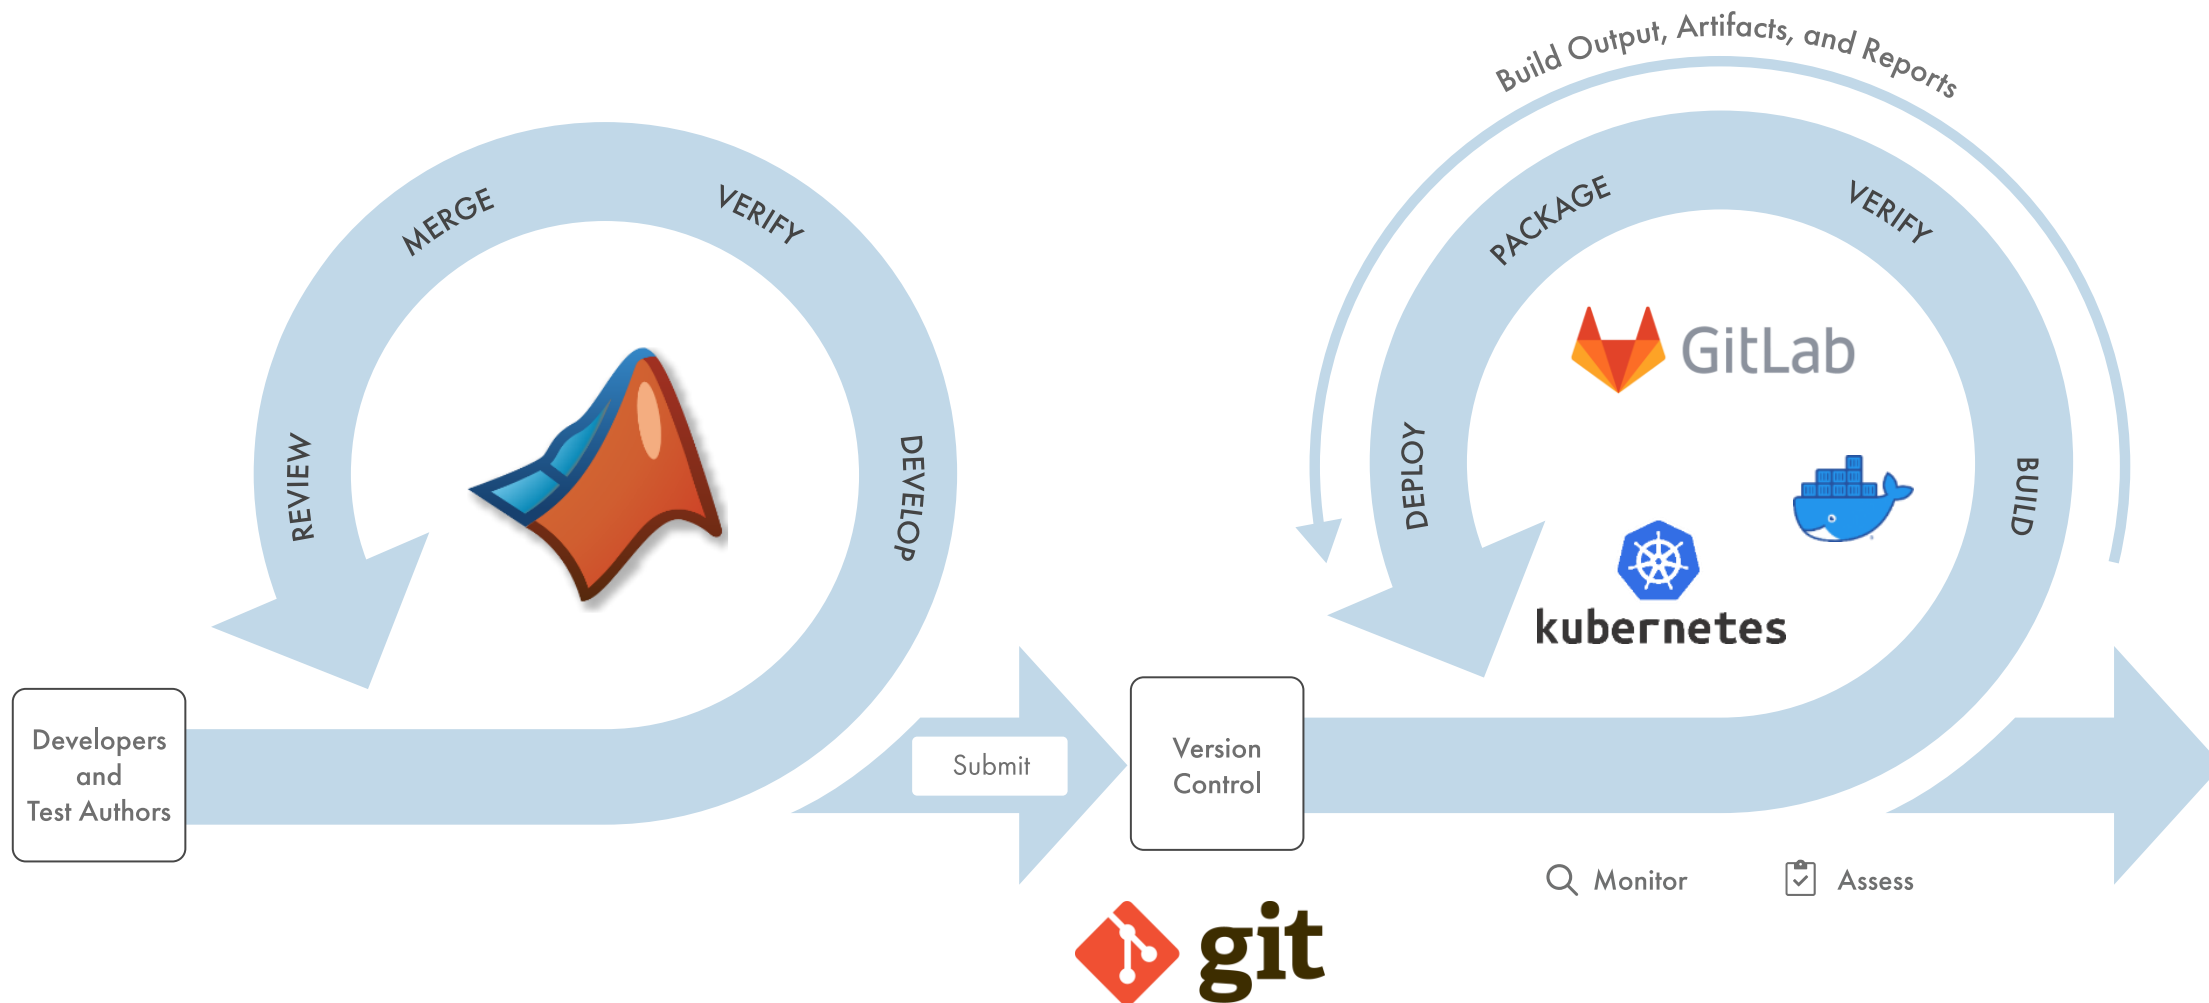 Build Output, Artifacts, and Reports
MERGE
VERIFY
REVIEW
DEVELOP
PACKAGE
VERIFY
DEPLOY
BUILD
GitLab
kubernetes
Developers
and
Test Authors
Submit
Version
Control
Monitor
Assess
git